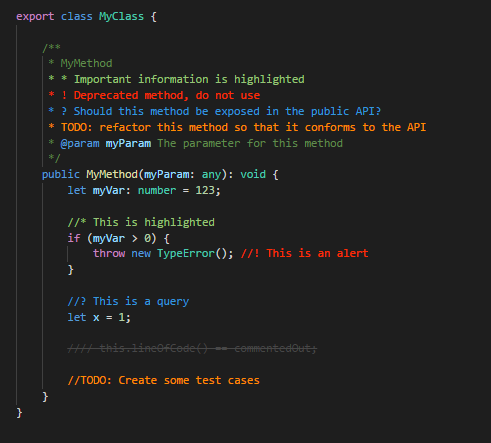 export class MyClass {
/**
* MyMethod
* * Important information is highlighted
* ! Deprecated method, do not use
* ? Should this method be exposed in the public API?
* TODO: refactor this method so that it conforms to the API
* @param myParam The parameter for this method
*/
public MyMethod(myParam: any): void {
let myVar: number = 123;
//* This is highlighted
if (myVar > 0) {
throw new TypeError(); //! This is an alert
}
//? This is a query
let x = 1;
//// this.lineOfCode() == commentedOut;
//TODO: Create some test cases
}
}